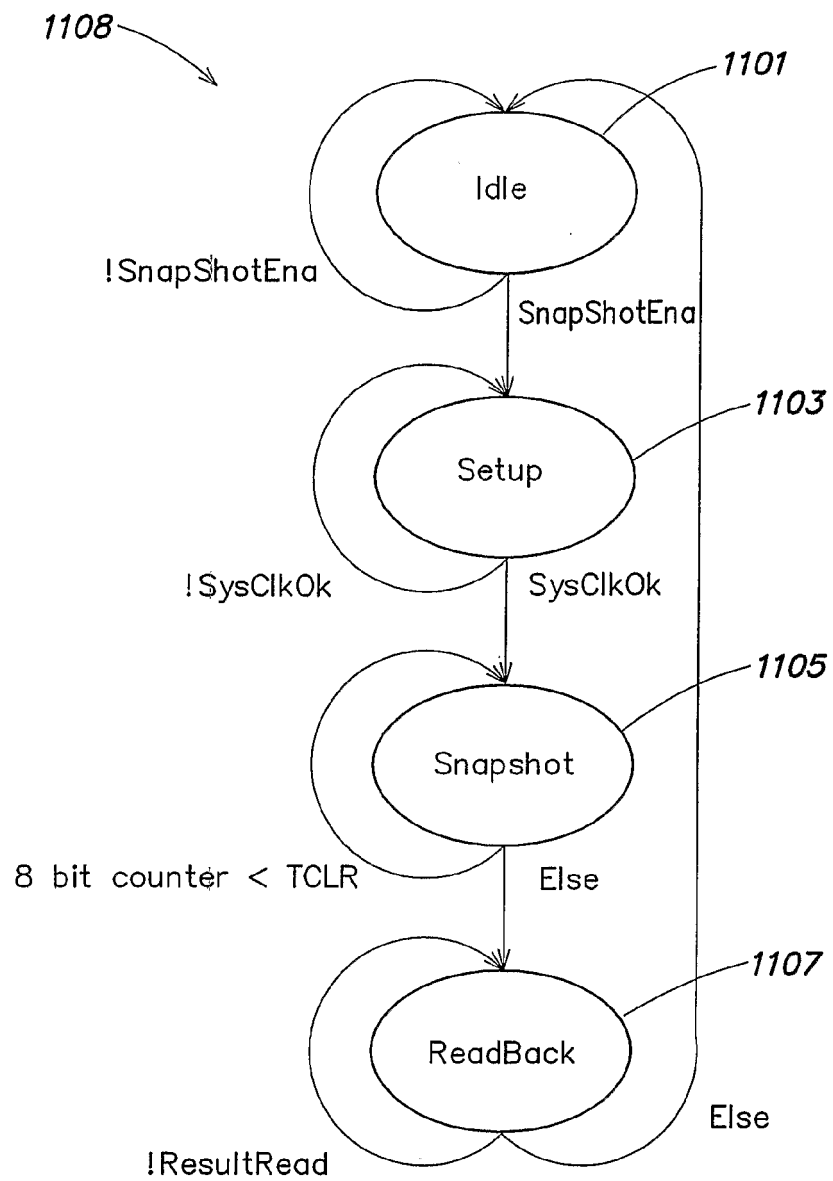 1108
1101
Idle
!SnapShotEna
SnapShotEna
1103
Setup
!SysClkOk
SysClkOk
1105
Snapshot
8 bit counter < TCLR
Else
1107
ReadBack
Else
!ResultRead